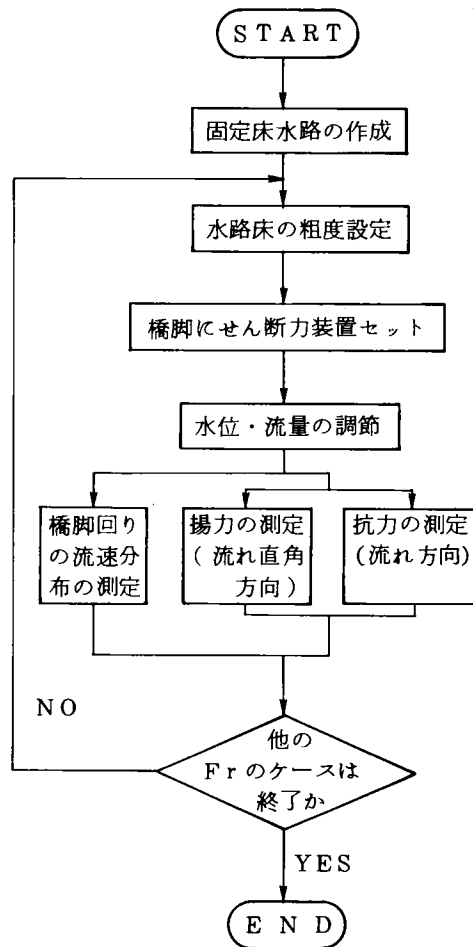 START
固定床水路の作成
水路床の粗度設定
橋脚にせん断力装置セット
水位・流量の調節
橋脚回り
の流速分
布の測定
揚力の測定
(流れ直角
方向)
抗力の測定
(流れ方向)
NO
他の
Frのケースは
終了か
YES
END